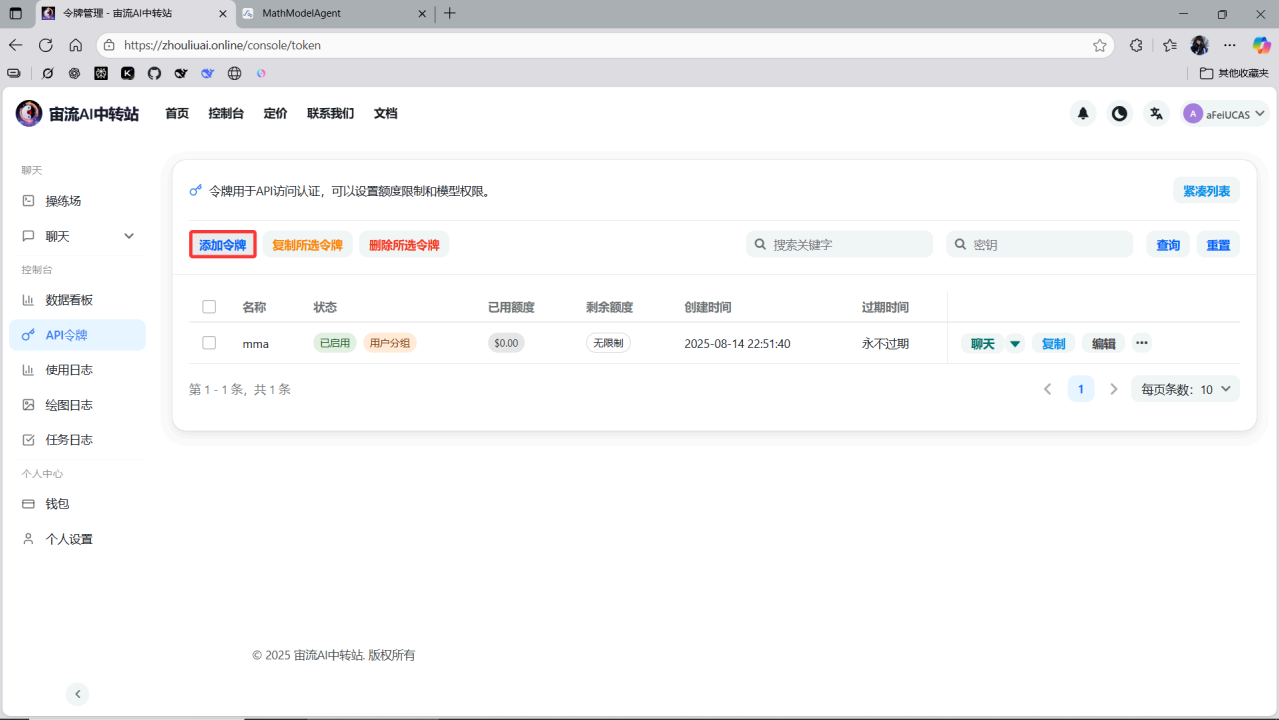 令牌管理 - 宙流AI中转站
MathModelAgent
https://zhouliuai.online/console/token
其他收藏夹
宙流AI中转站
首页
控制台
定价
联系我们
文档
A
aFeiUCAS
聊天
操练场
聊天
控制台
数据看板
API令牌
使用日志
绘图日志
任务日志
个人中心
钱包
个人设置
令牌用于API访问认证，可以设置额度限制和模型权限。
紧凑列表
添加令牌
复制所选令牌
删除所选令牌
搜索关键字
密钥
查询
重置
名称 状态 已用额度 剩余额度 创建时间 过期时间
mma 已启用 用户分组 $0.00 无限制 2025-08-14 22:51:40 永不过期 聊天 复制 编辑
第 1 - 1 条，共 1 条
1
每页条数：10
© 2025 宙流AI中转站. 版权所有